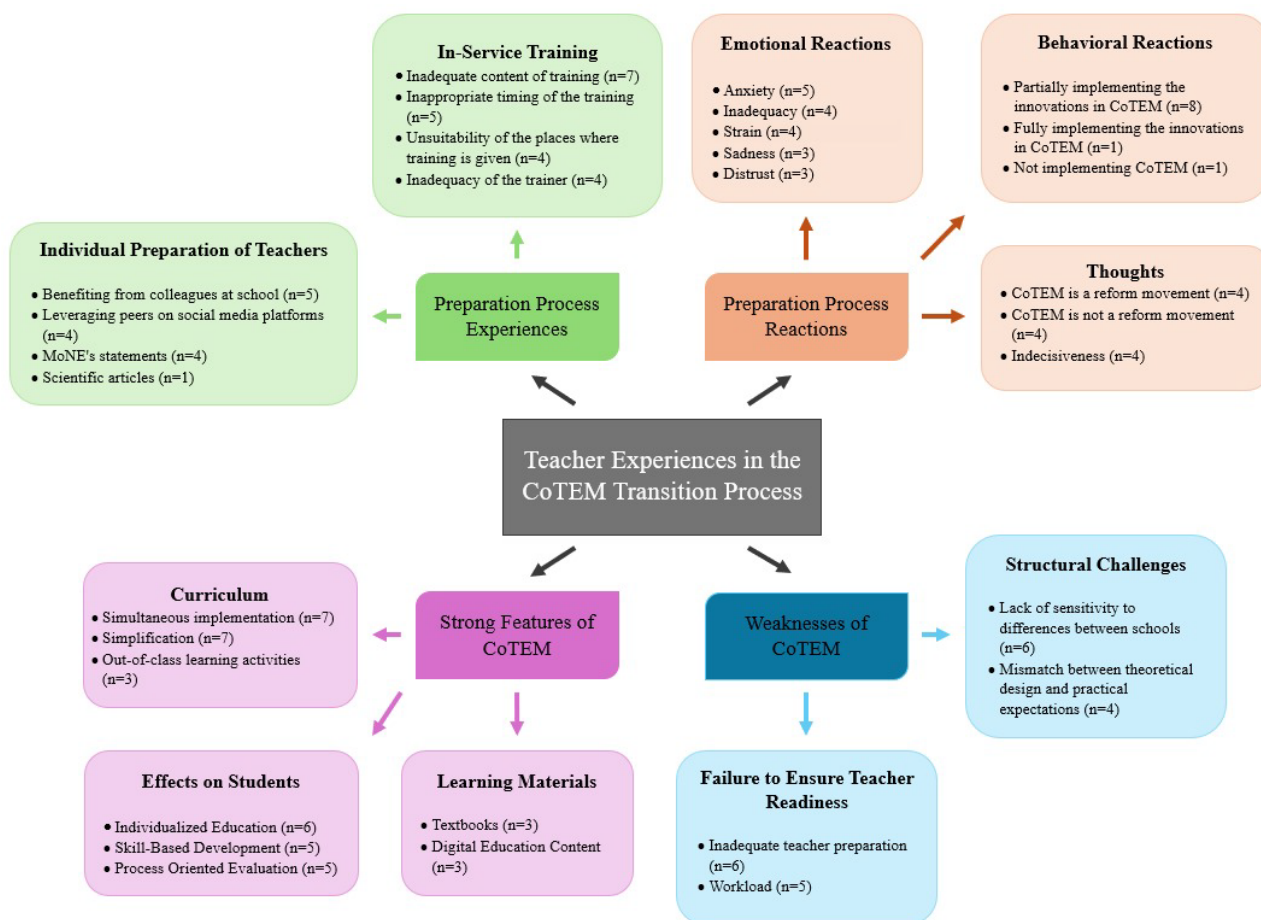 In-Service Training
• Inadequate content of training (n=7)
• Inappropriate timing of the training
(n=5)
• Unsuitability of the places where
training is given (n=4)
• Inadequacy of the trainer (n=4)
Emotional Reactions
• Anxiety (n=5)
• Inadequacy (n=4)
• Strain (n=4)
• Sadness (n=3)
• Distrust (n=3)
Behavioral Reactions
• Partially implementing the
innovations in CoTEM (n=8)
• Fully implementing the innovations
in CoTEM (n=1)
• Not implementing CoTEM (n=1)
Individual Preparation of Teachers
• Benefiting from colleagues at school (n=5)
• Leveraging peers on social media platforms
(n=4)
• MoNE's statements (n=4)
• Scientific articles (n=1)
Preparation Process
Experiences
Preparation Process
Reactions
Thoughts
• CoTEM is a reform movement (n=4)
• CoTEM is not a reform movement
(n=4)
• Indecisiveness (n=4)
Teacher Experiences in the
CoTEM Transition Process
Curriculum
• Simultaneous implementation (n=7)
• Simplification (n=7)
• Out-of-class learning activities
(n=3)
Strong Features of
CoTEM
Weaknesses of
CoTEM
Structural Challenges
• Lack of sensitivity to
differences between schools
(n=6)
• Mismatch between theoretical
design and practical
expectations (n=4)
Effects on Students
• Individualized Education (n=6)
• Skill-Based Development (n=5)
• Process Oriented Evaluation (n=5)
Learning Materials
• Textbooks (n=3)
• Digital Education Content
(n=3)
Failure to Ensure Teacher
Readiness
• Inadequate teacher preparation
(n=6)
• Workload (n=5)